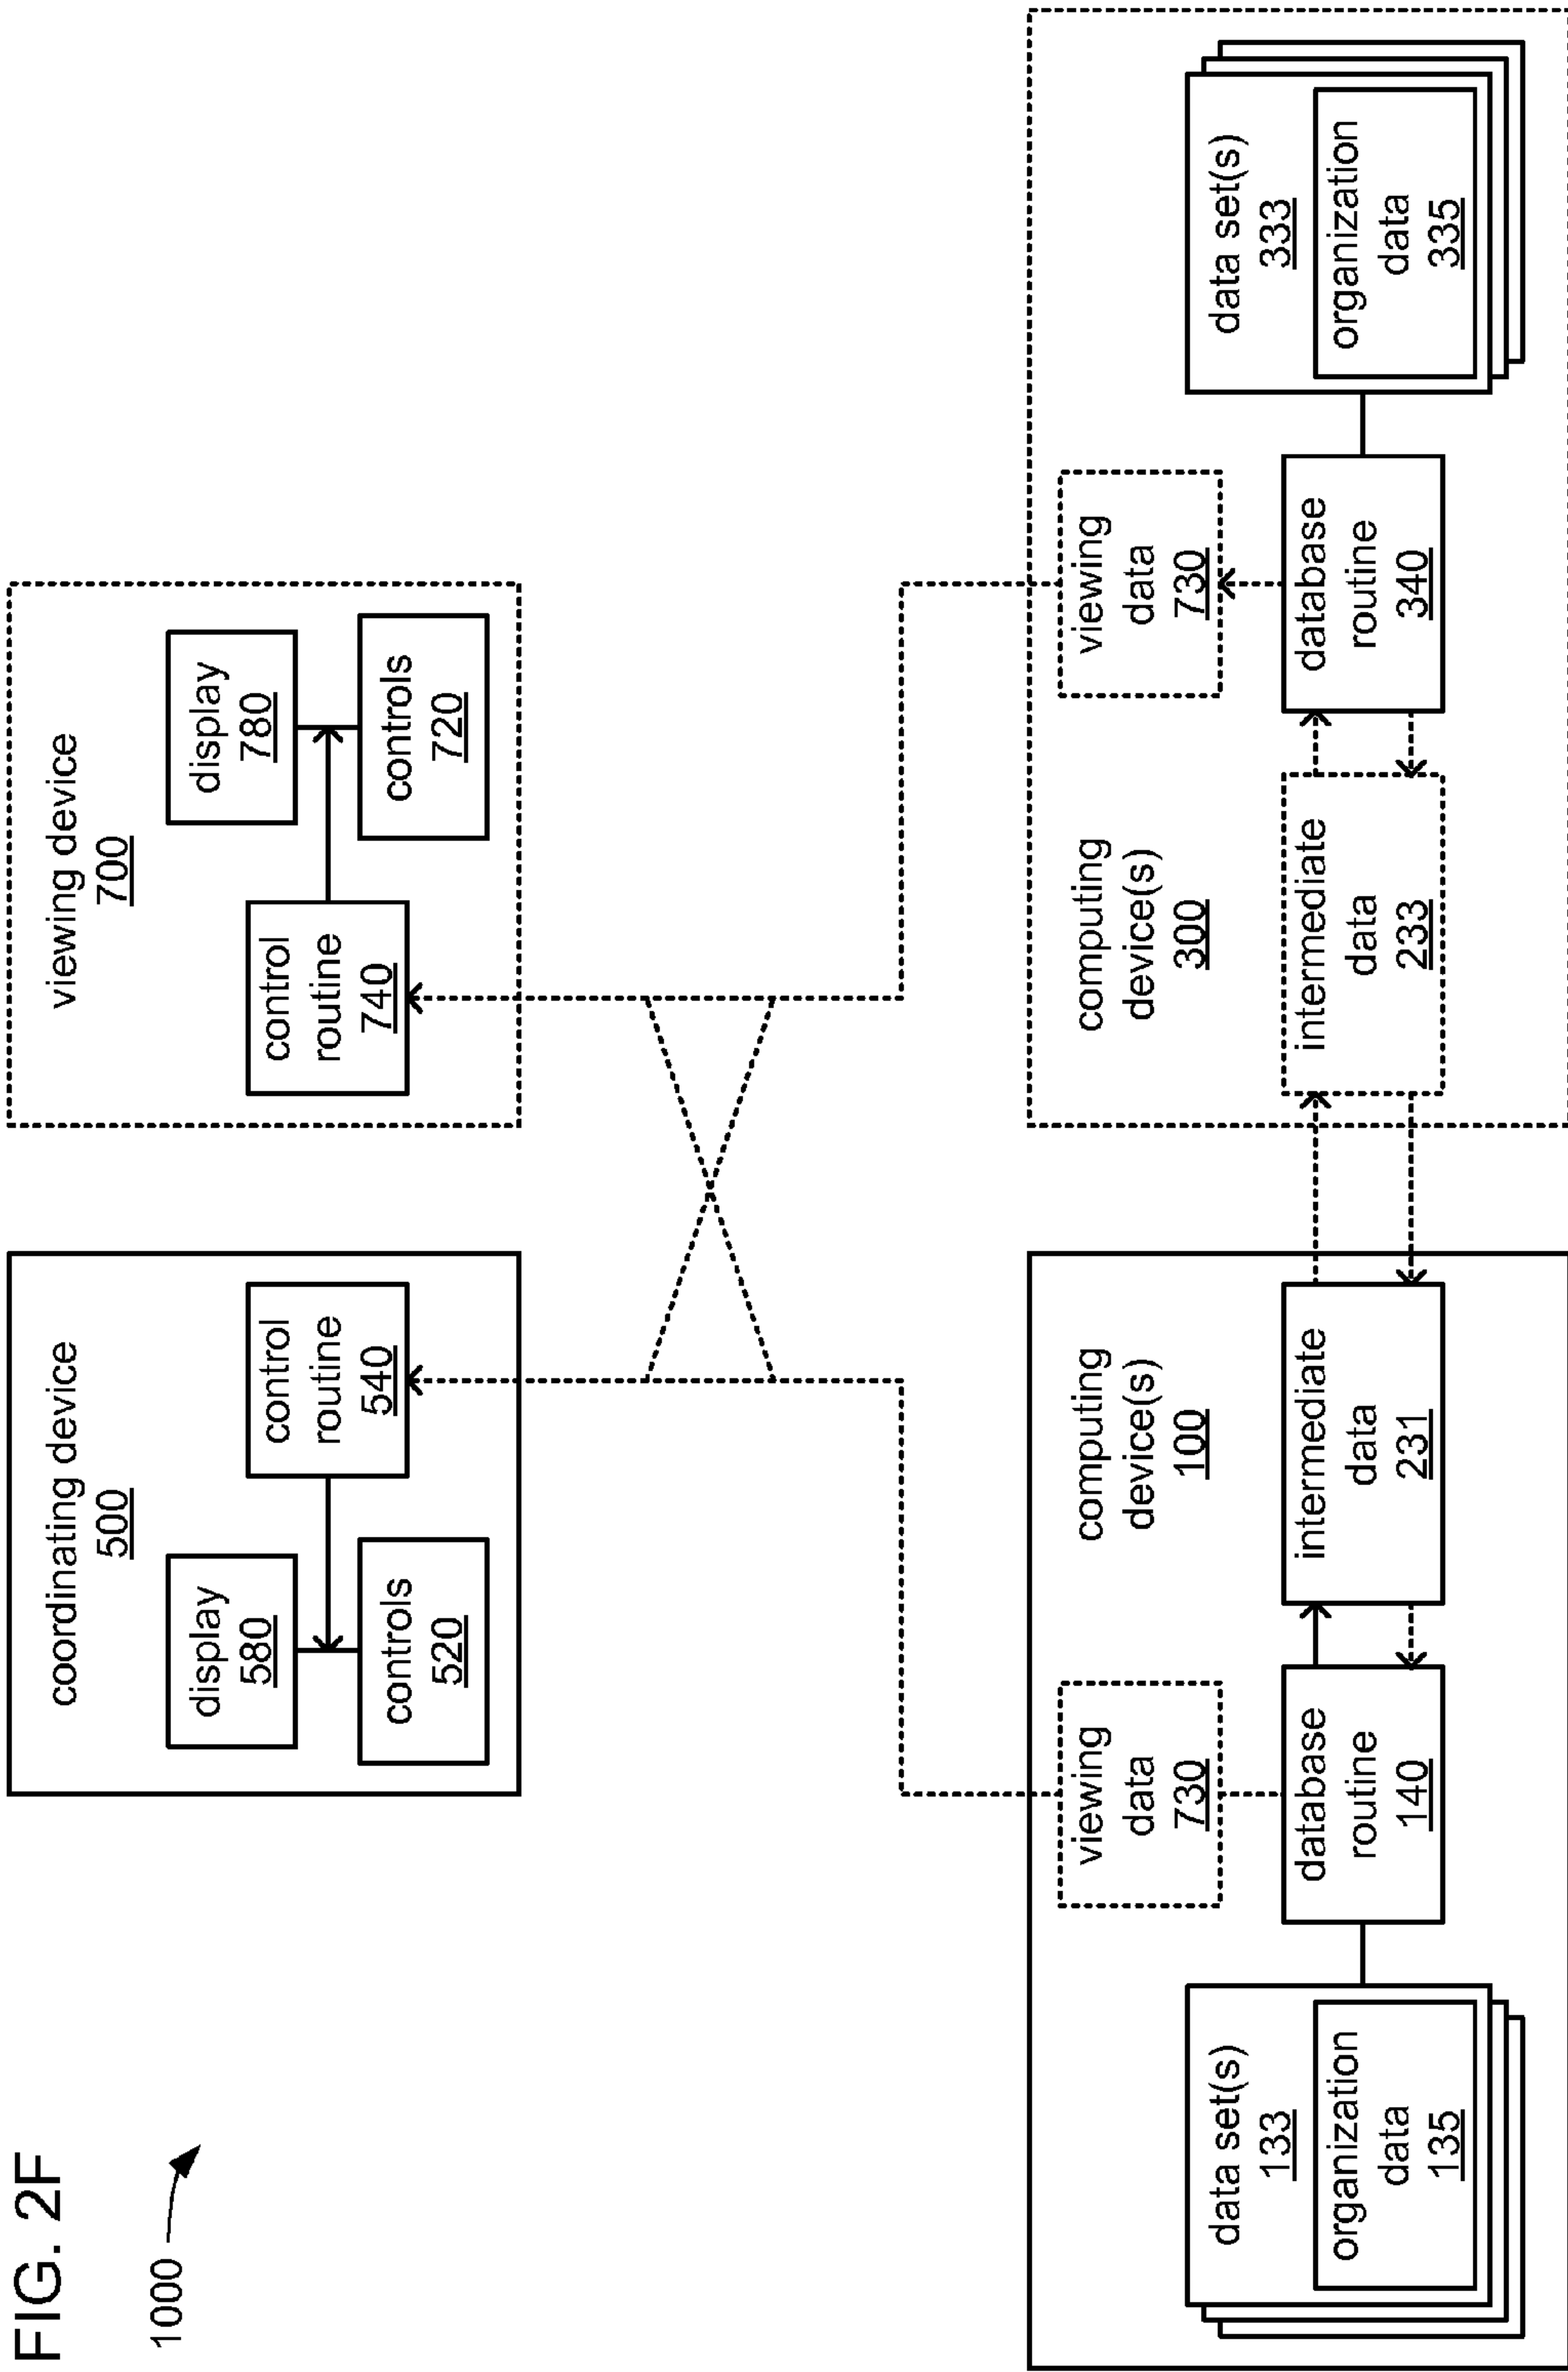 FIG. 2F
1000
coordinating device
500
display
580
controls
520
control
routine
540
viewing device
700
control
routine
740
display
780
controls
720
computing
device(s)
100
viewing
data
730
data set(s)
133
organization
data
135
database
routine
140
intermediate
data
231
computing
device(s)
300
viewing
data
730
intermediate
data
233
database
routine
340
data set(s)
333
organization
data
335